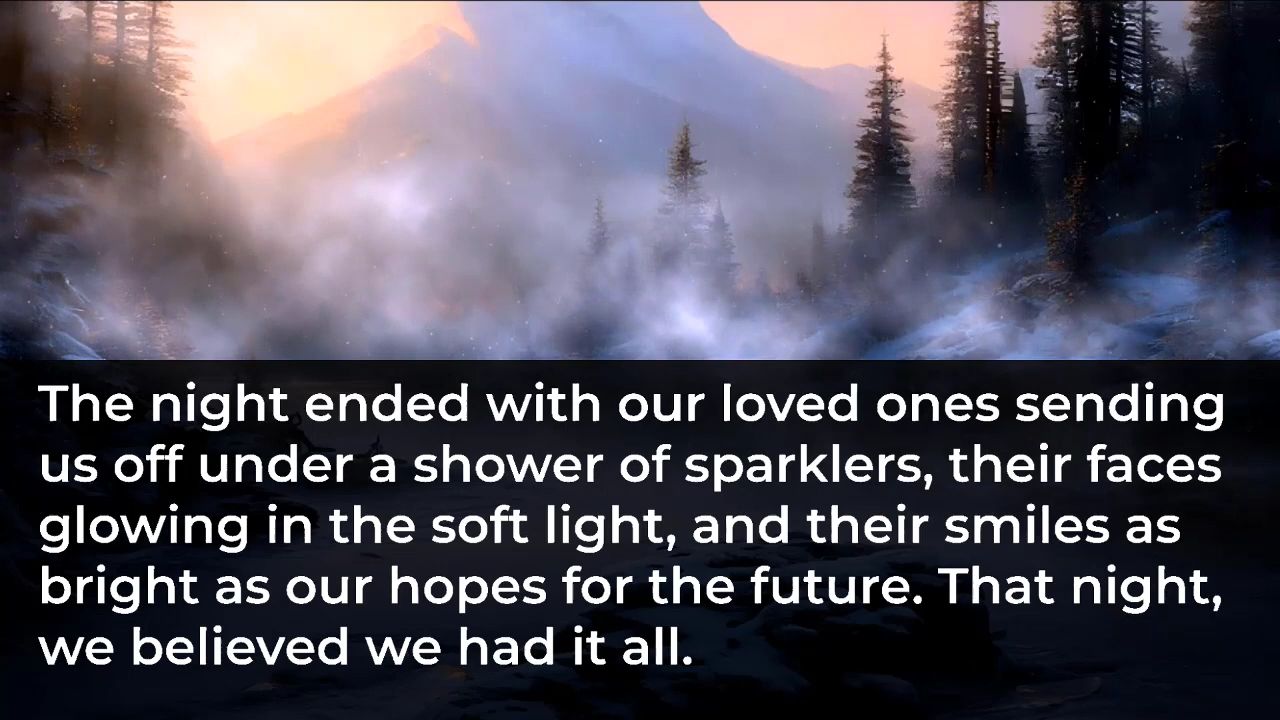 The night ended with our loved ones sending
us off under a shower of sparklers, their faces
glowing in the soft light, and their smiles as
bright as our hopes for the future. That night,
we believed we had it all.